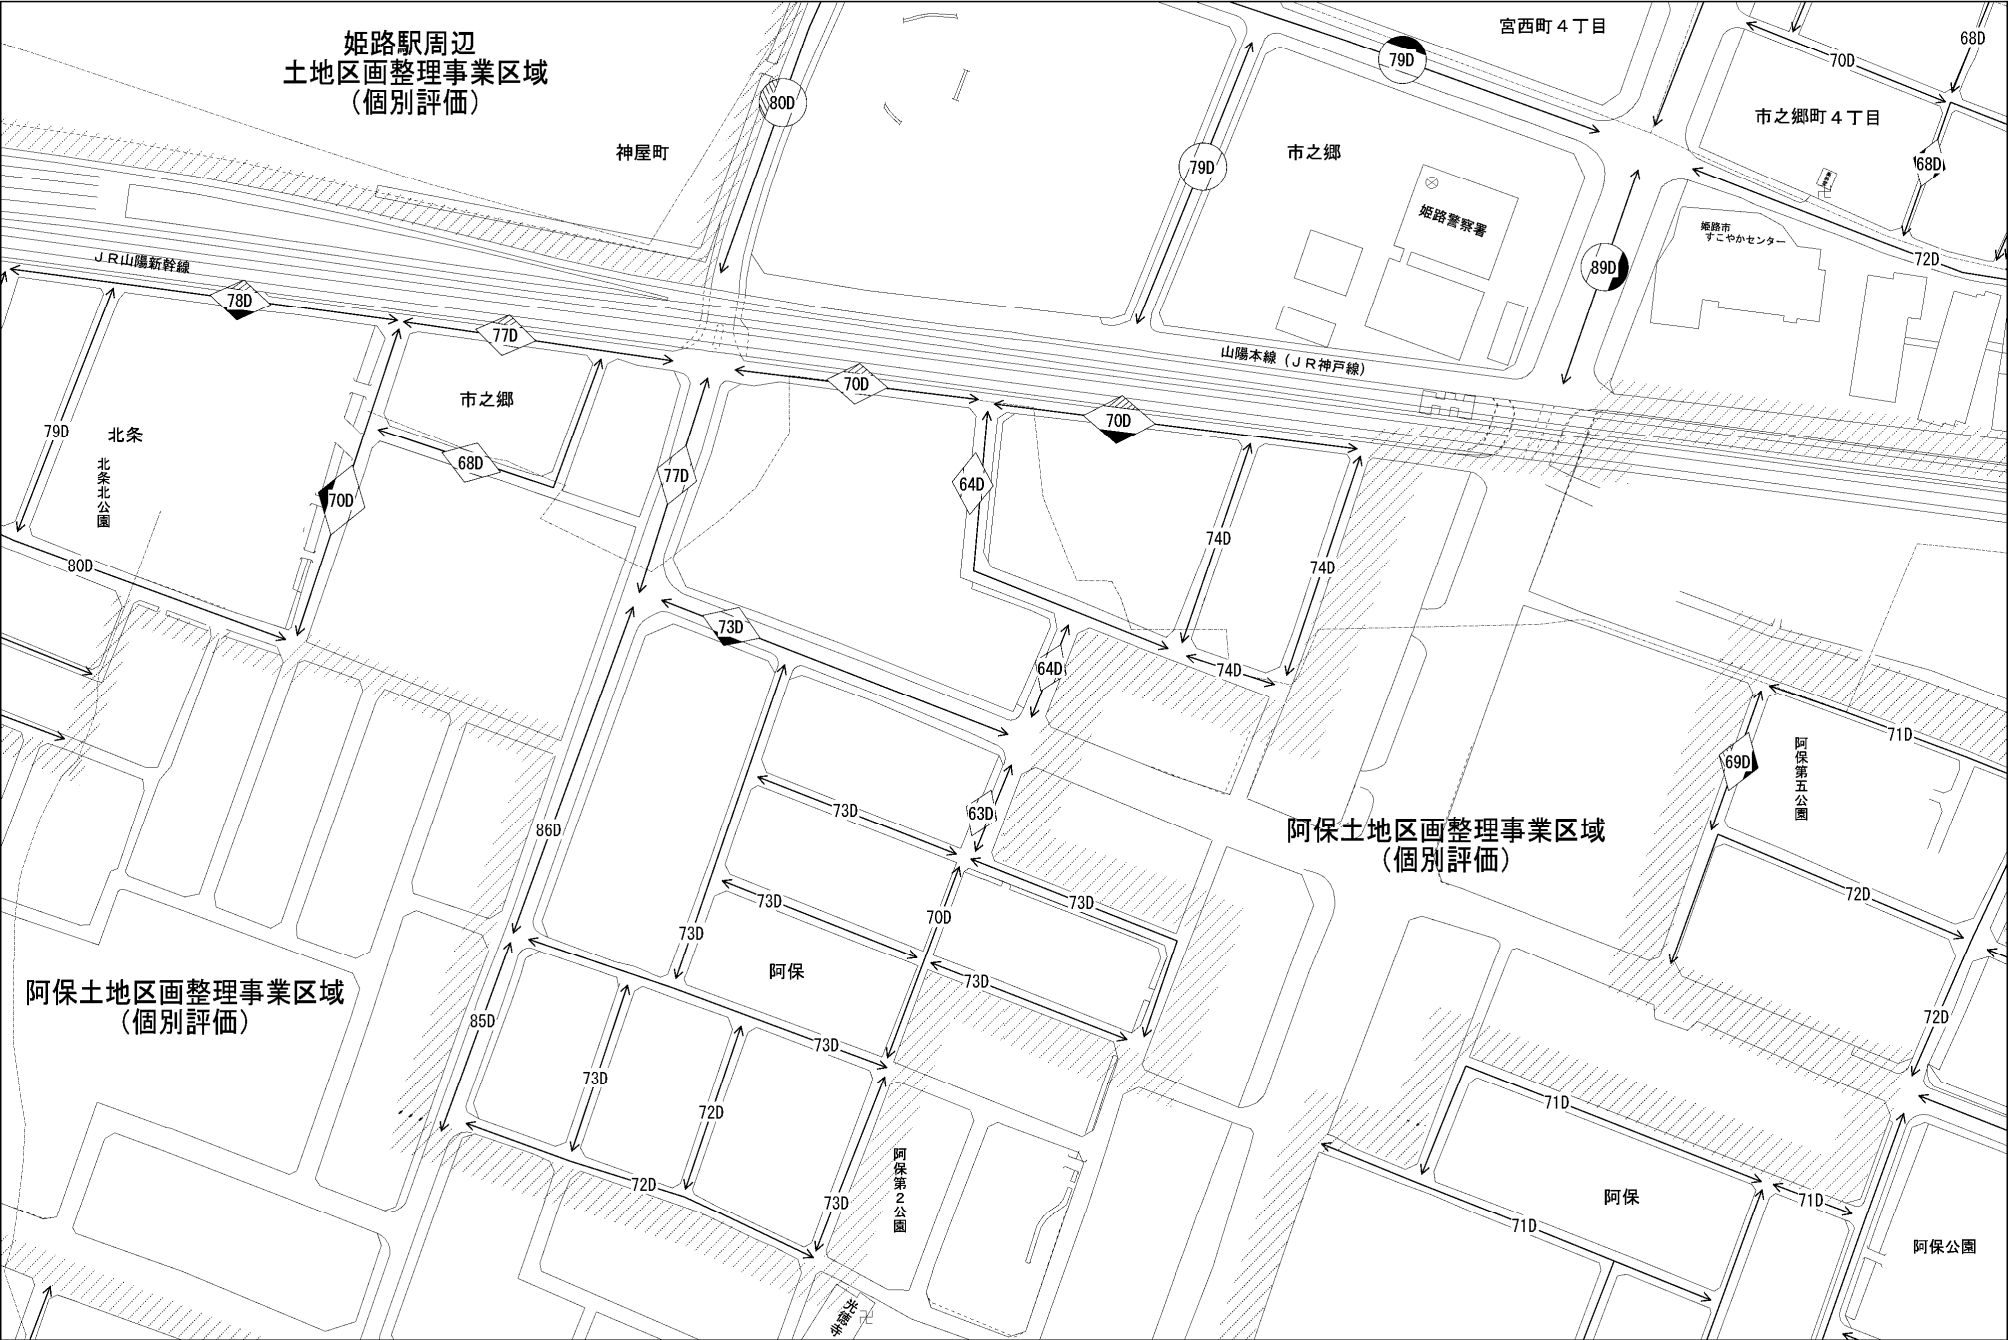 姫路駅周辺
土地区画整理事業区域
（個別評価）
宮西町４丁目
68D
79D
70D
80D
市之郷町４丁目
神屋町
市之郷
79D
68D
姫路警察署
姫路市
すこやかセンター
ＪＲ山陽新幹線
89D
72D
78D
77D
山陽本線（ＪＲ神戸線）
70D
70D
市之郷
79D
北条
北条北公園
68D
77D
64D
70D
74D
74D
80D
73D
64D
74D
71D
阿保第五公園
69D
73D
63D
86D
阿保土地区画整理事業区域
（個別評価）
72D
73D
73D
70D
73D
阿保
73D
阿保土地区画整理事業区域
（個別評価）
85D
72D
73D
73D
72D
71D
阿保第２公園
72D
73D
阿保
71D
71D
阿保公園
光徳寺